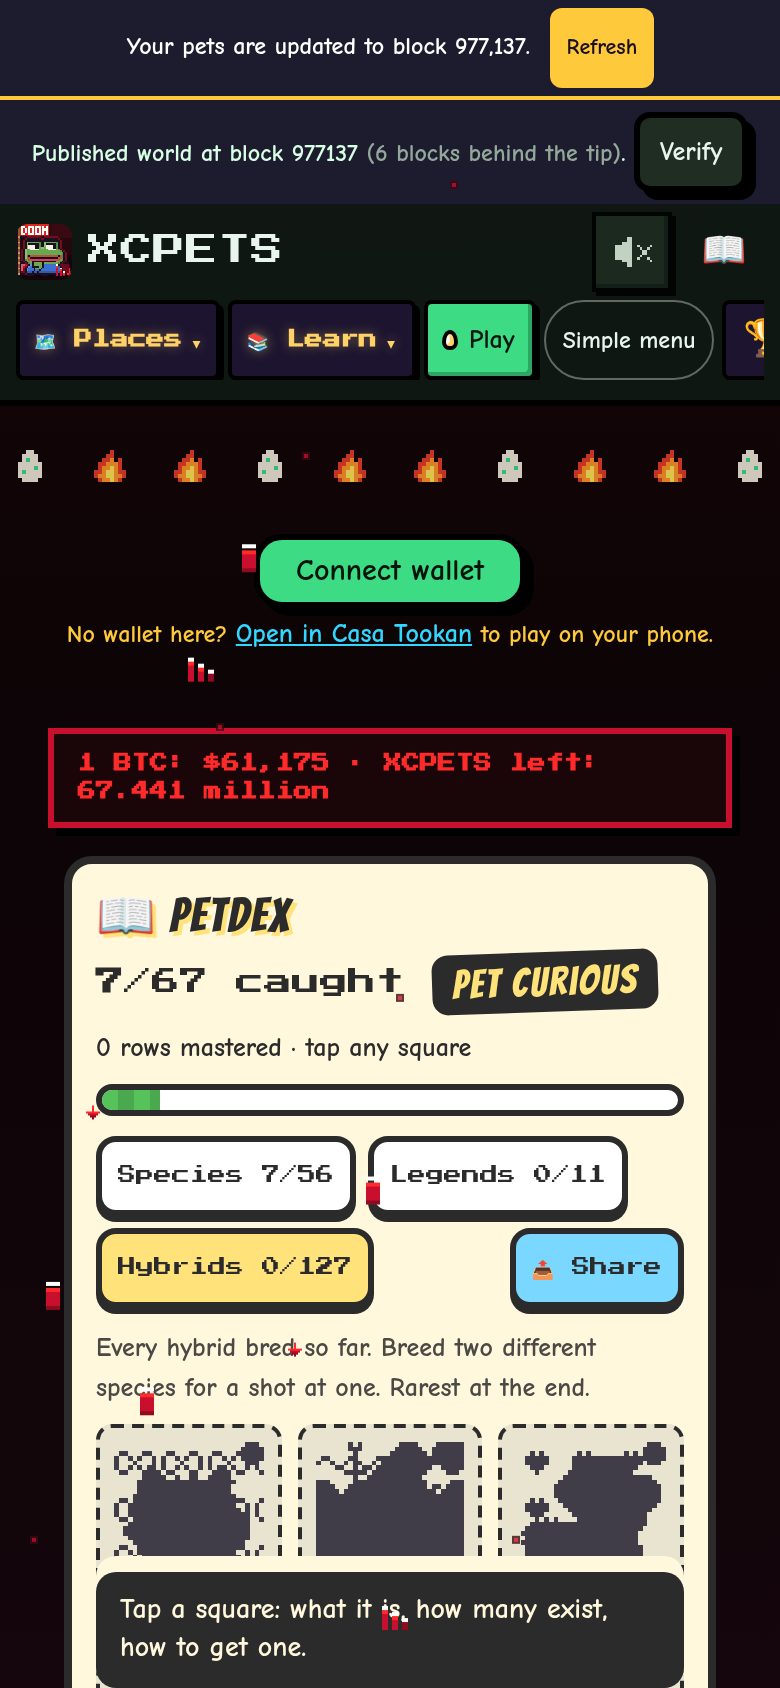 Your pets are updated to block 977,137.
Refresh
Published world at block 977137 (6 blocks behind the tip).
Verify
DOOM
XCPETS
Places ▾
Learn ▾
Play
Simple menu
Connect wallet
No wallet here? Open in Casa Tookan to play on your phone.
1 BTC: $61,175 · XCPETS left:
67.441 million
PETDEX
7/67 caught
PET CURIOUS
0 rows mastered · tap any square
Species 7/56
Legends 0/11
Hybrids 0/127
Share
Every hybrid bred so far. Breed two different
species for a shot at one. Rarest at the end.
Tap a square: what it is, how many exist,
how to get one.